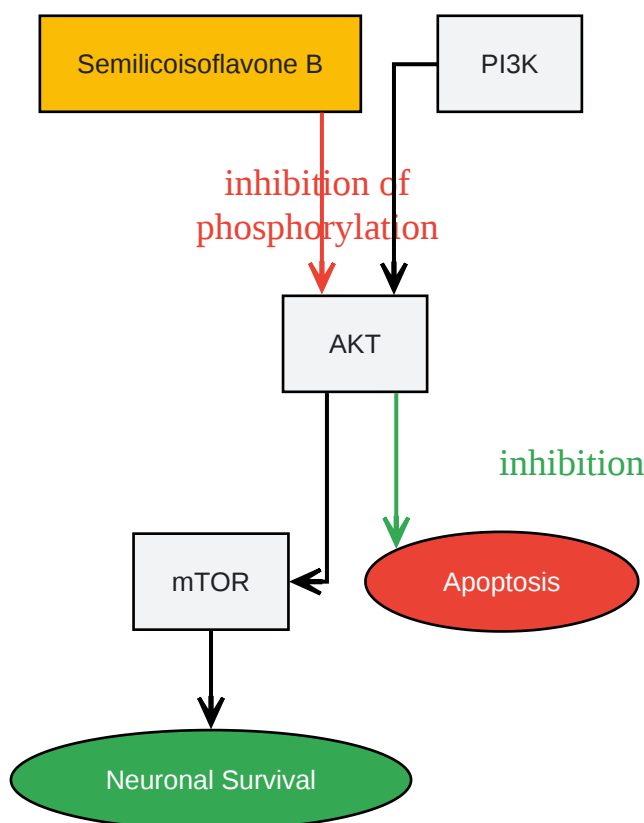 Semilicoisoflavone B
PI3K
inhibition of
phosphorylation
AKT
inhibition
mTOR
Apoptosis
Neuronal Survival